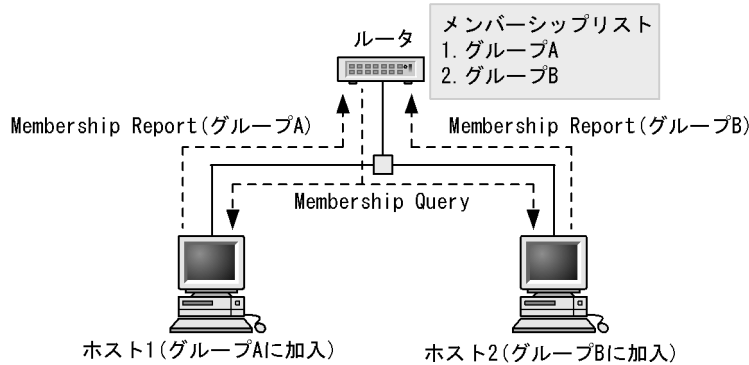 ルータ
メンバーシップリスト
1. グループA
2. グループB
Membership Report(グループA)
Membership Report(グループB)
Membership Query
ホスト1(グループAに加入)
ホスト2(グループBに加入)